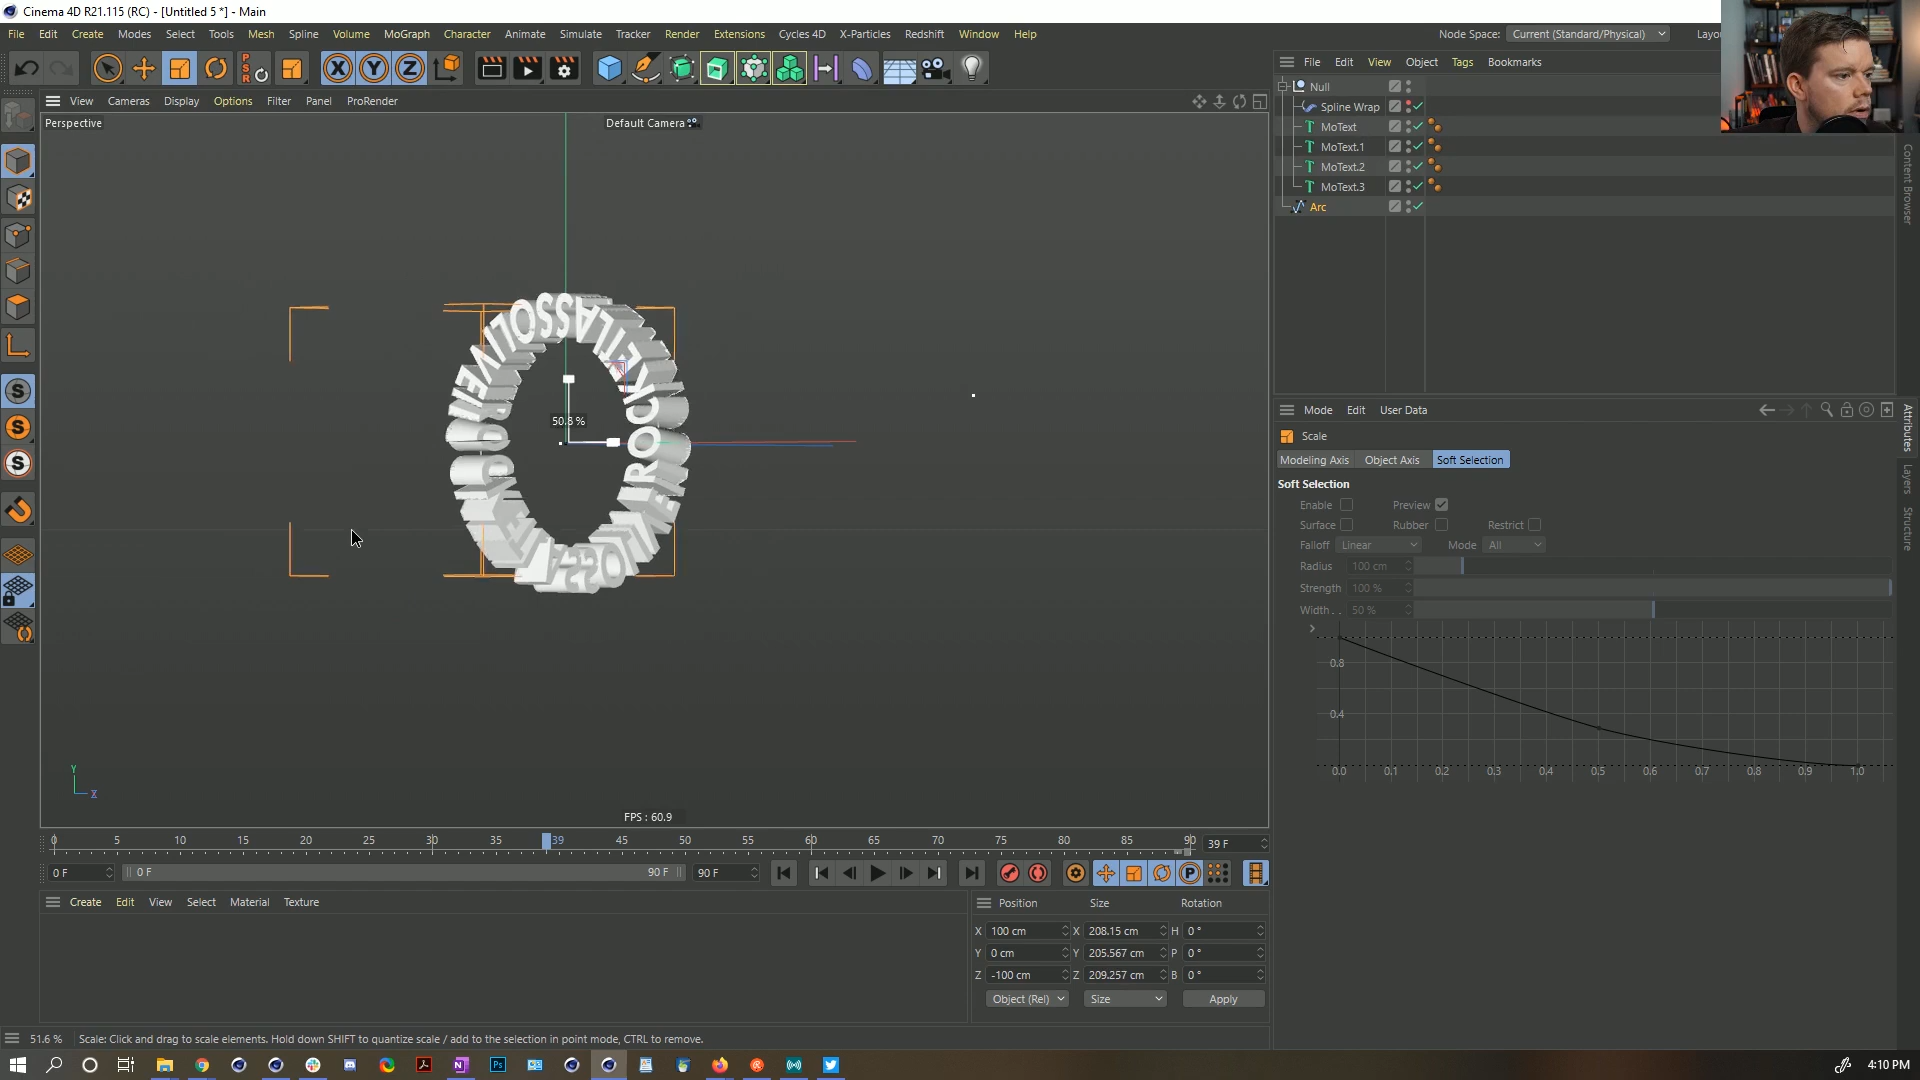 Cinema 4D R21.115 (RC) - [Untitled 5 *] - Main
File Edit Create Modes Select Tools Mesh Spline Volume MoGraph Character Animate Simulate Tracker Render Extensions Cycles 4D X-Particles Redshift Window Help
Node Space: Current (Standard/Physical)
PSR
X Y Z
View Cameras Display Options Filter Panel ProRender
Perspective
Default Camera
50.8 %
Y
X
FPS : 60.9
File Edit View Object Tags Bookmarks
Null
Spline Wrap
MoText
MoText.1
MoText.2
MoText.3
Arc
Content Browser
Mode Edit User Data
Scale
Modeling Axis Object Axis Soft Selection
Soft Selection
Enable Preview
Surface Rubber Restrict
Falloff Linear Mode All
Radius 100 cm
Strength 100 %
Width . . 50 %
0.8
0.4
0.0 0.1 0.2 0.3 0.4 0.5 0.6 0.7 0.8 0.9 1.0
Attributes
Layers
Structure
0 5 10 15 20 25 30 35 39 45 50 55 60 65 70 75 80 85 90
39 F
0 F 0 F 90 F 90 F
Create Edit View Select Material Texture
Position Size Rotation
X 100 cm X 208.15 cm H 0 °
Y 0 cm Y 205.567 cm P 0 °
Z -100 cm Z 209.257 cm B 0 °
Object (Rel) Size Apply
51.6 % Scale: Click and drag to scale elements. Hold down SHIFT to quantize scale / add to the selection in point mode, CTRL to remove.
4:10 PM